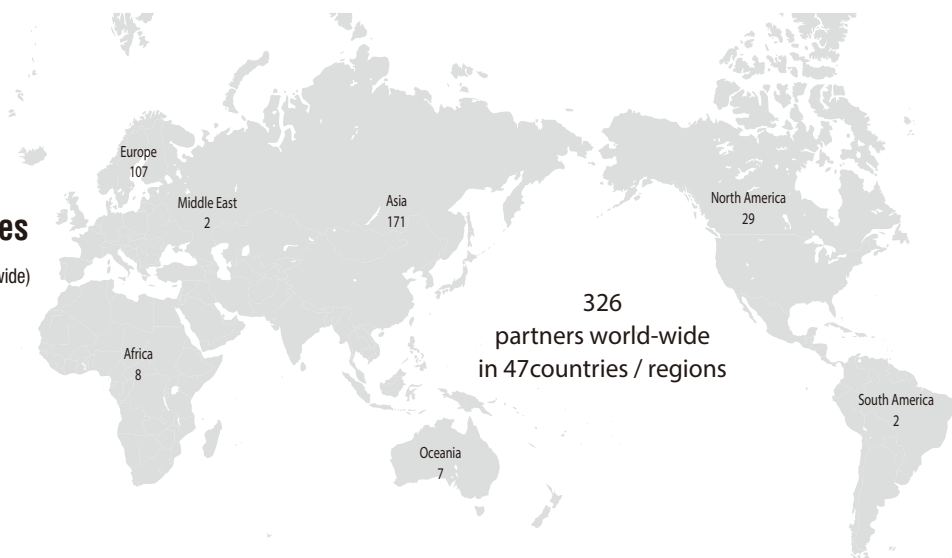 Europe
107
Middle East
2
Asia
171
North America
29
es
wide)
326
partners world-wide
in 47countries / regions
Africa
8
South America
2
Oceania
7